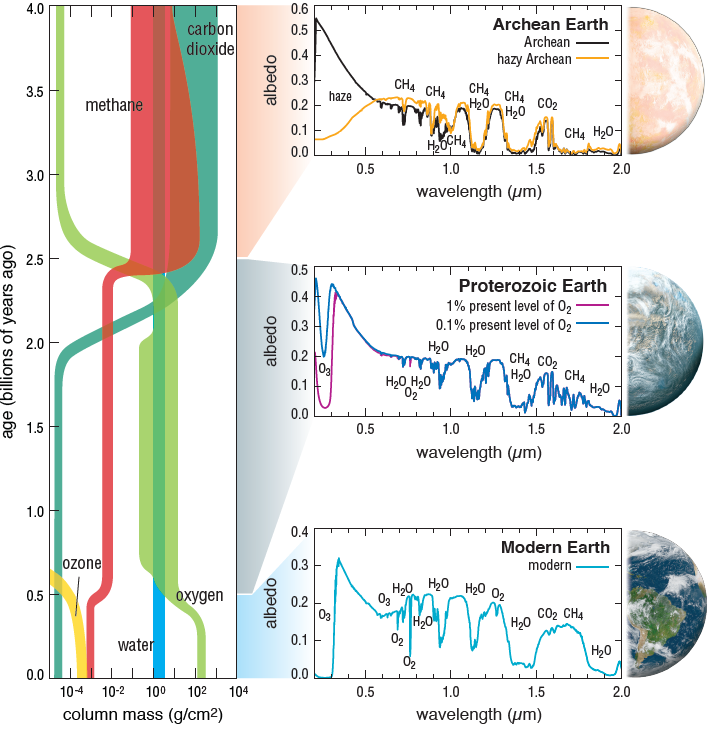 4.0
3.5
3.0
2.5
2.0
1.5
1.0
0.5
0.0
age (billions of years ago)
carbon
dioxide
methane
ozone
oxygen
water
10-4
10-2
100
102
104
column mass (g/cm2)
0.6
0.5
0.4
0.3
0.2
0.1
0.0
albedo
Archean Earth
Archean
hazy Archean
haze
CH4
CH4
CH4
H2O
CH4
H2O
CO2
H2O
CH4
CH4
H2O
0.5
1.0
1.5
2.0
wavelength (µm)
0.5
0.4
0.3
0.2
0.1
0.0
albedo
Proterozoic Earth
1% present level of O2
0.1% present level of O2
O3
H2O
H2O
H2O
O2
H2O
CH4
H2O
CO2
CH4
H2O
0.5
1.0
1.5
2.0
wavelength (µm)
0.4
0.3
0.2
0.1
0.0
albedo
Modern Earth
modern
O3
O3
H2O
H2O
H2O
O2
O2
H2O
O2
H2O
CO2
CH4
H2O
0.5
1.0
1.5
2.0
wavelength (µm)